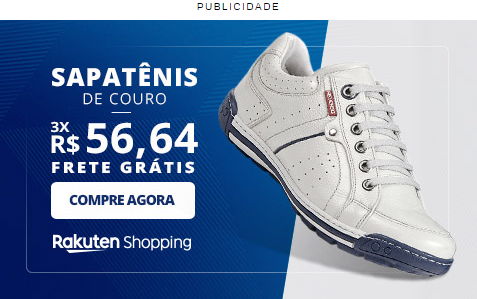 PUBLICIDADE
SAPATÊNIS
DE COURO
3X
R$ 56,64
FRETE GRÁTIS
COMPRE AGORA
Rakuten Shopping